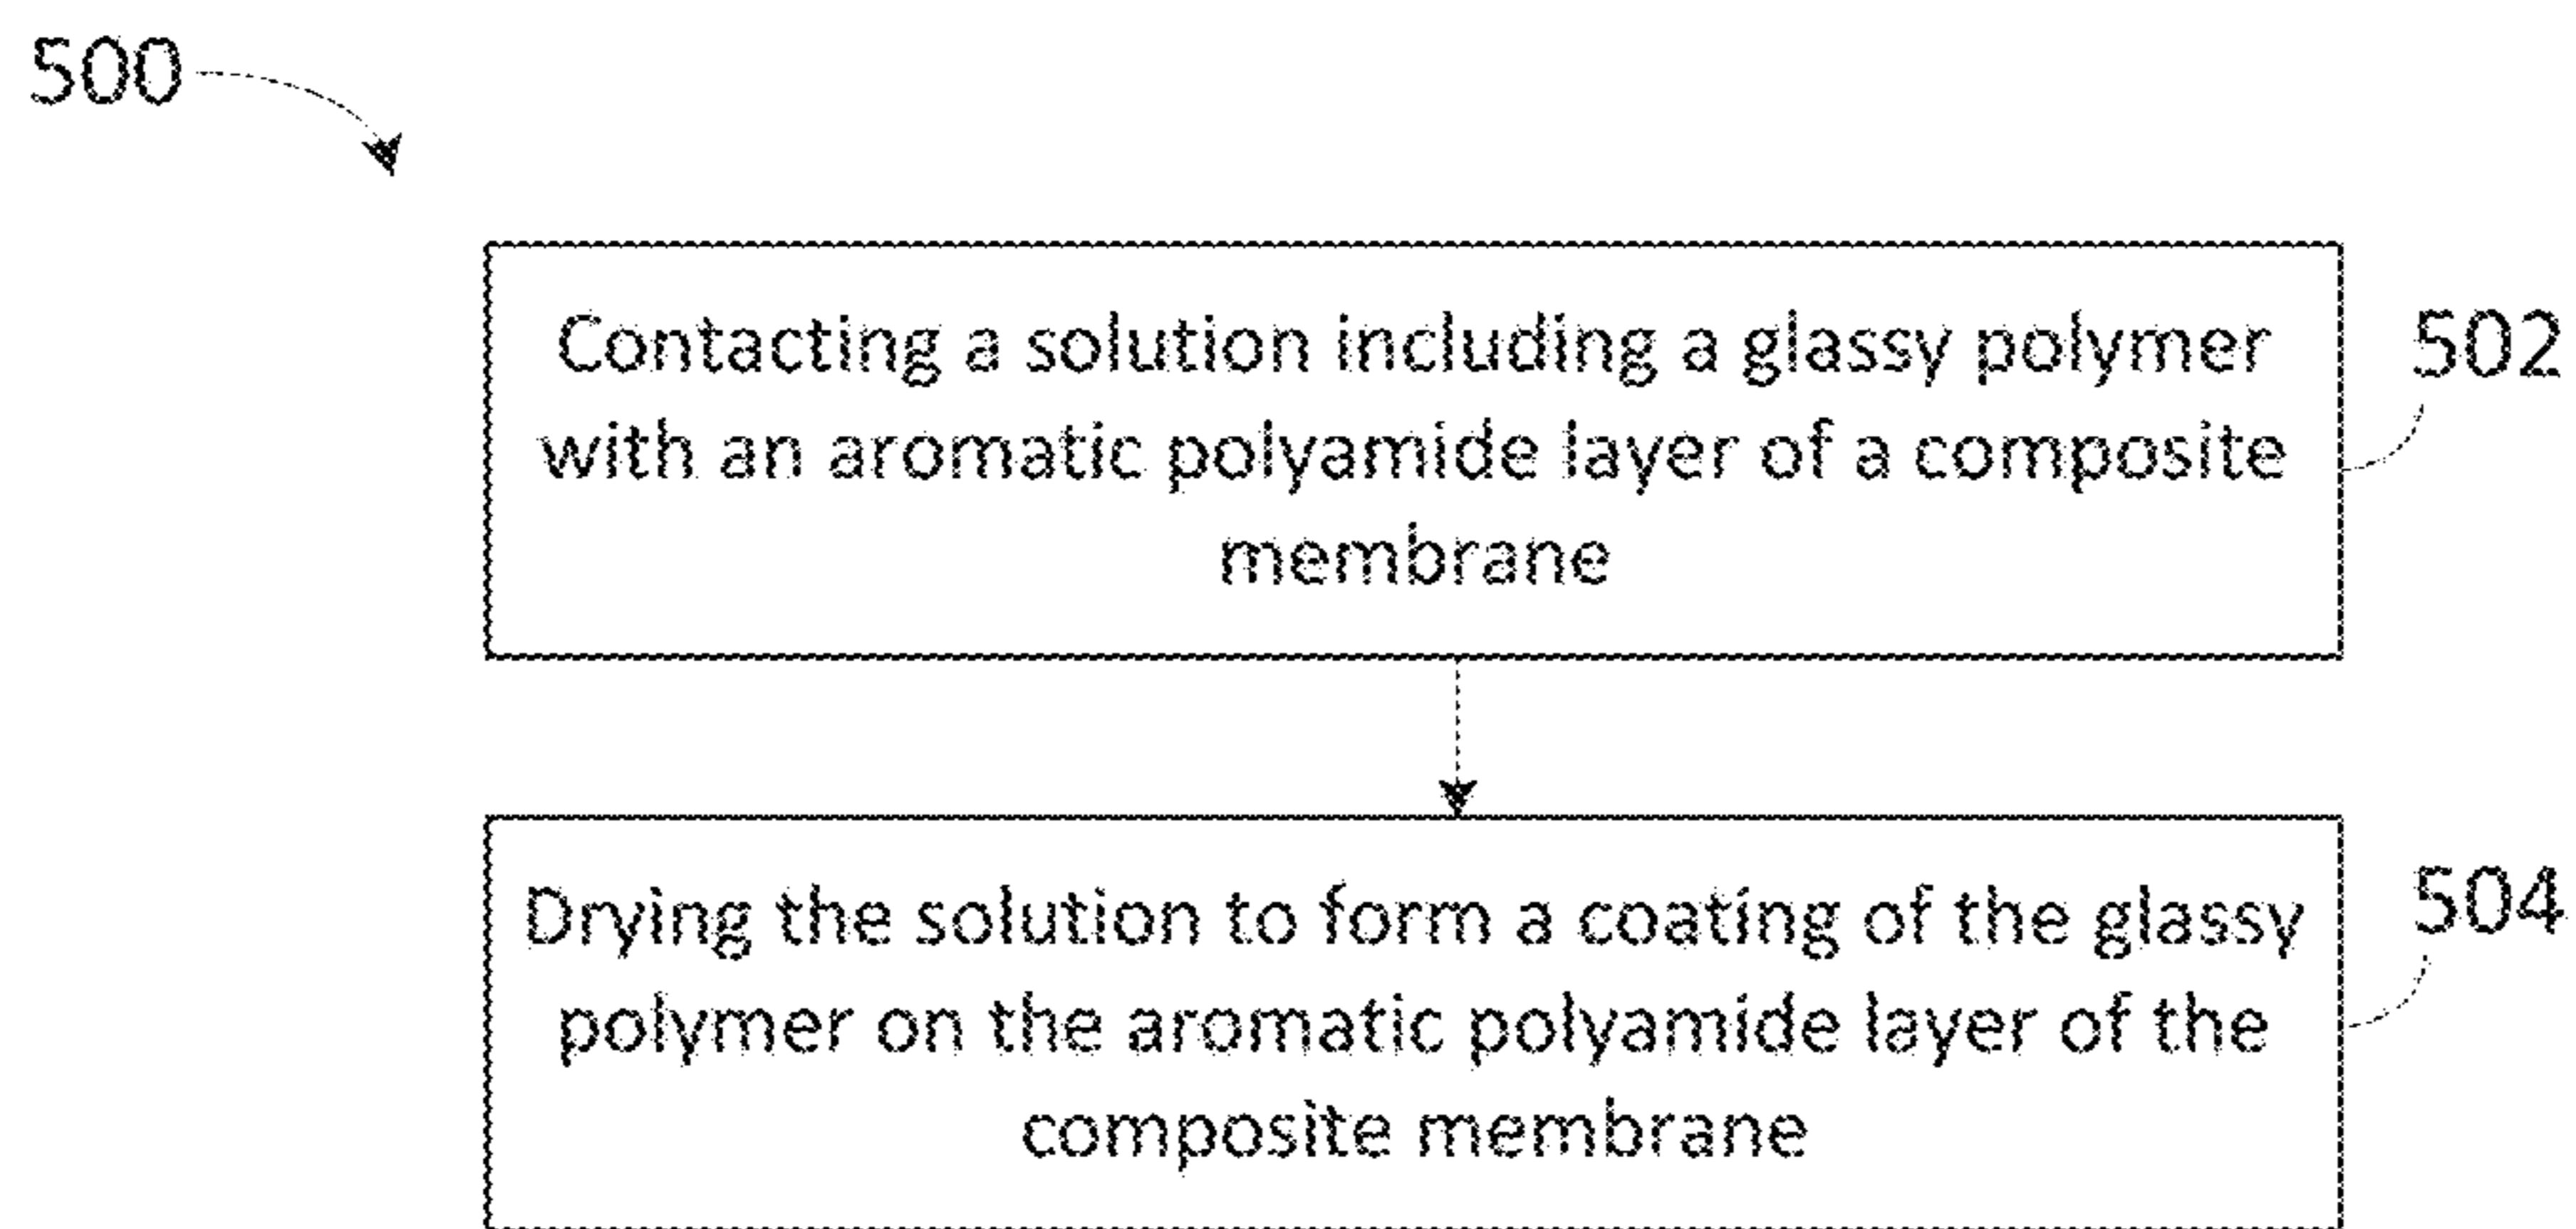 500
Contacting a solution including a glassy polymer
with an aromatic polyamide layer of a composite
membrane
502
Drying the solution to form a coating of the glassy
polymer on the aromatic polyamide layer of the
composite membrane
504